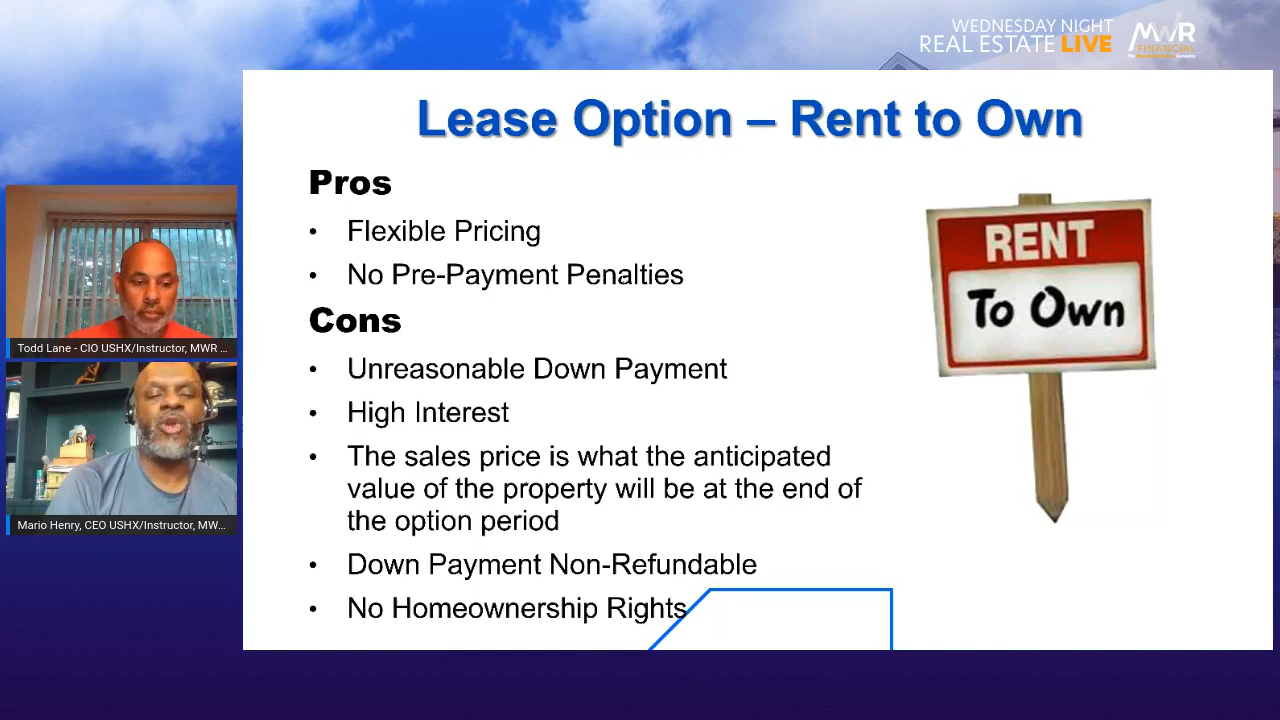 WEDNESDAY NIGHT
REAL ESTATE LIVE
MWR
FINANCIAL
Lease Option – Rent to Own
Pros
• Flexible Pricing
• No Pre-Payment Penalties
Cons
• Unreasonable Down Payment
• High Interest
• The sales price is what the anticipated
value of the property will be at the end of
the option period
• Down Payment Non-Refundable
• No Homeownership Rights
RENT
To Own
Todd Lane - CIO USHX/Instructor, MWR ...
Mario Henry, CEO USHX/Instructor, MW...